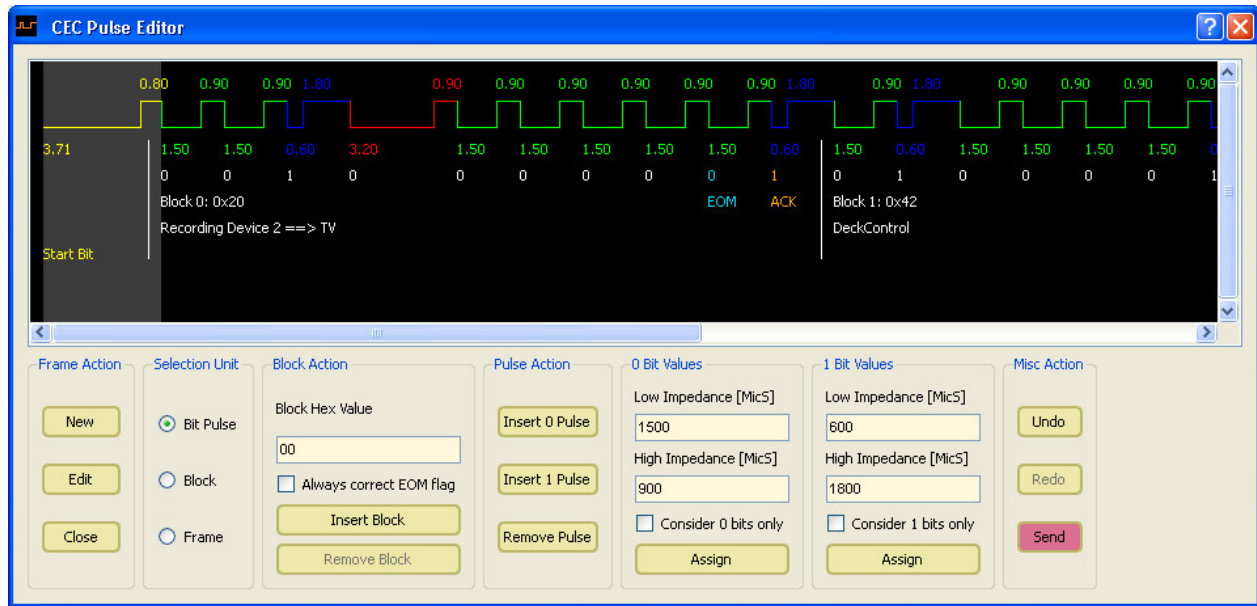 CEC Pulse Editor
0.80 0.90 0.90 1.80 0.90 0.90 0.90 0.90 0.90 0.90 1.80 0.90 1.80 0.90 0.90 0.90 0.90
3.71 1.50 1.50 0.60 3.20 1.50 1.50 1.50 1.50 1.50 0.60 1.50 0.60 1.50 1.50 1.50 1.50 0
0 0 1 0 0 0 0 0 0 1 0 1 0 0 0 0 1
Block 0: 0x20 EOM ACK Block 1: 0x42
Recording Device 2 ==> TV DeckControl
Start Bit
Frame Action Selection Unit Block Action Pulse Action 0 Bit Values 1 Bit Values Misc Action
Low Impedance [MicS] Low Impedance [MicS]
Block Hex Value
New Bit Pulse Insert 0 Pulse 1500 600 Undo
00
High Impedance [MicS] High Impedance [MicS]
Edit Block Always correct EOM flag Insert 1 Pulse 900 1800 Redo
Insert Block Consider 0 bits only Consider 1 bits only
Close Frame Remove Pulse Send
Remove Block Assign Assign